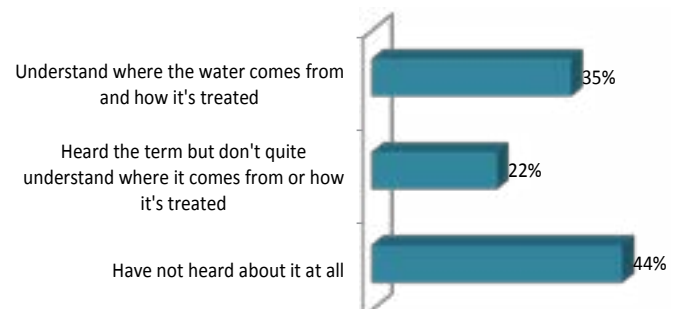 Understand where the water comes from
and how it's treated
35%
Heard the term but don't quite
understand where it comes from or how
it's treated
22%
Have not heard about it at all
44%